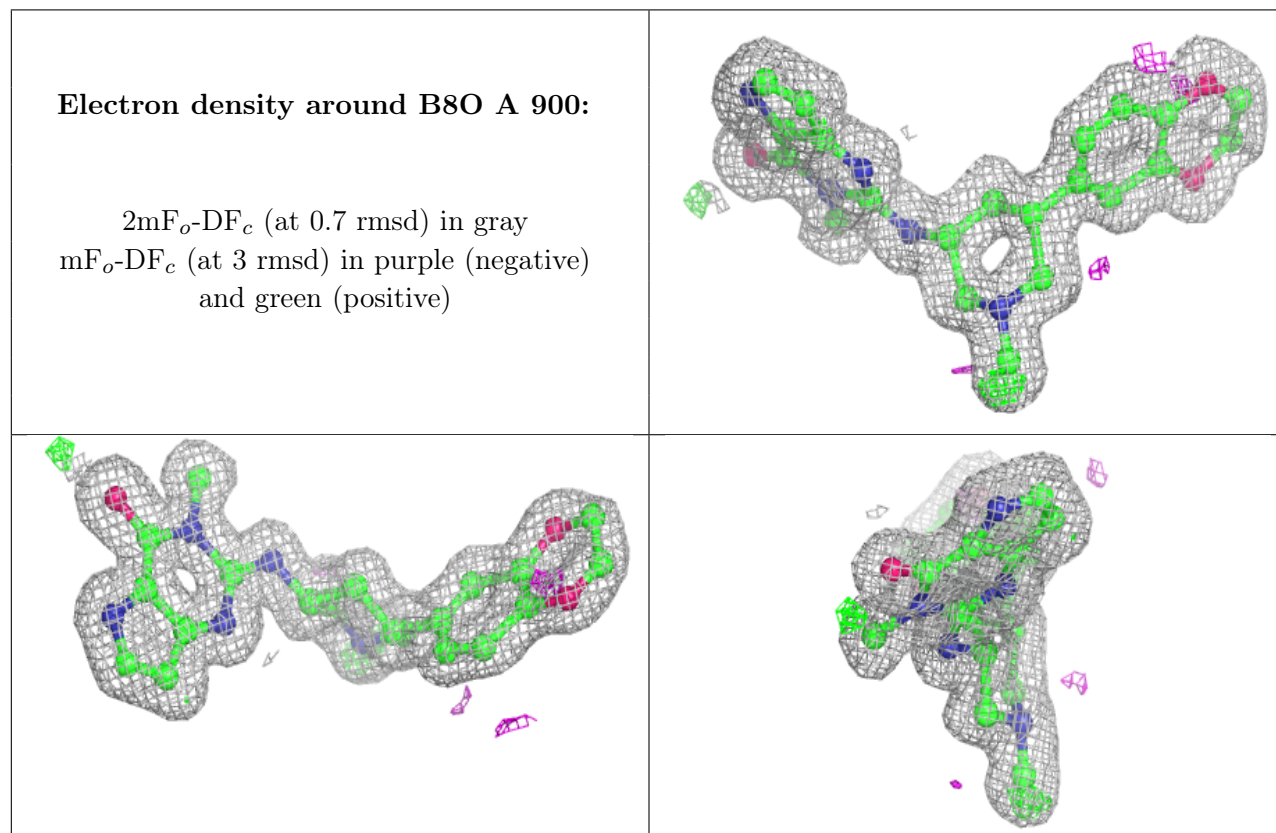 Electron density around B8O A 900:
2mFo-DFc (at 0.7 rmsd) in gray
mFo-DFc (at 3 rmsd) in purple (negative)
and green (positive)